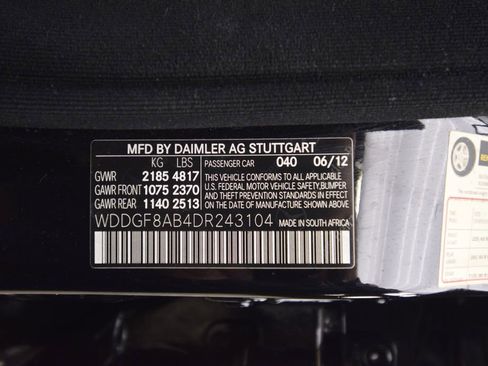 MFD BY DAIMLER AG STUTTGART
KG LBS PASSENGER CAR 040 06/12
GVWR 2185 4817 THIS VEHICLE CONFORMS TO ALL APPLICABLE
U.S. FEDERAL MOTOR VEHICLE SAFETY, BUMPER
GAWR FRONT 1075 2370 AND THEFT PREVENTION STANDARDS IN EFFECT
GAWR REAR 1140 2513 ON THE DATE OF MANUFACTURE SHOWN ABOVE.
WDDGF8AB4DR243104 MADE IN SOUTH AFRICA